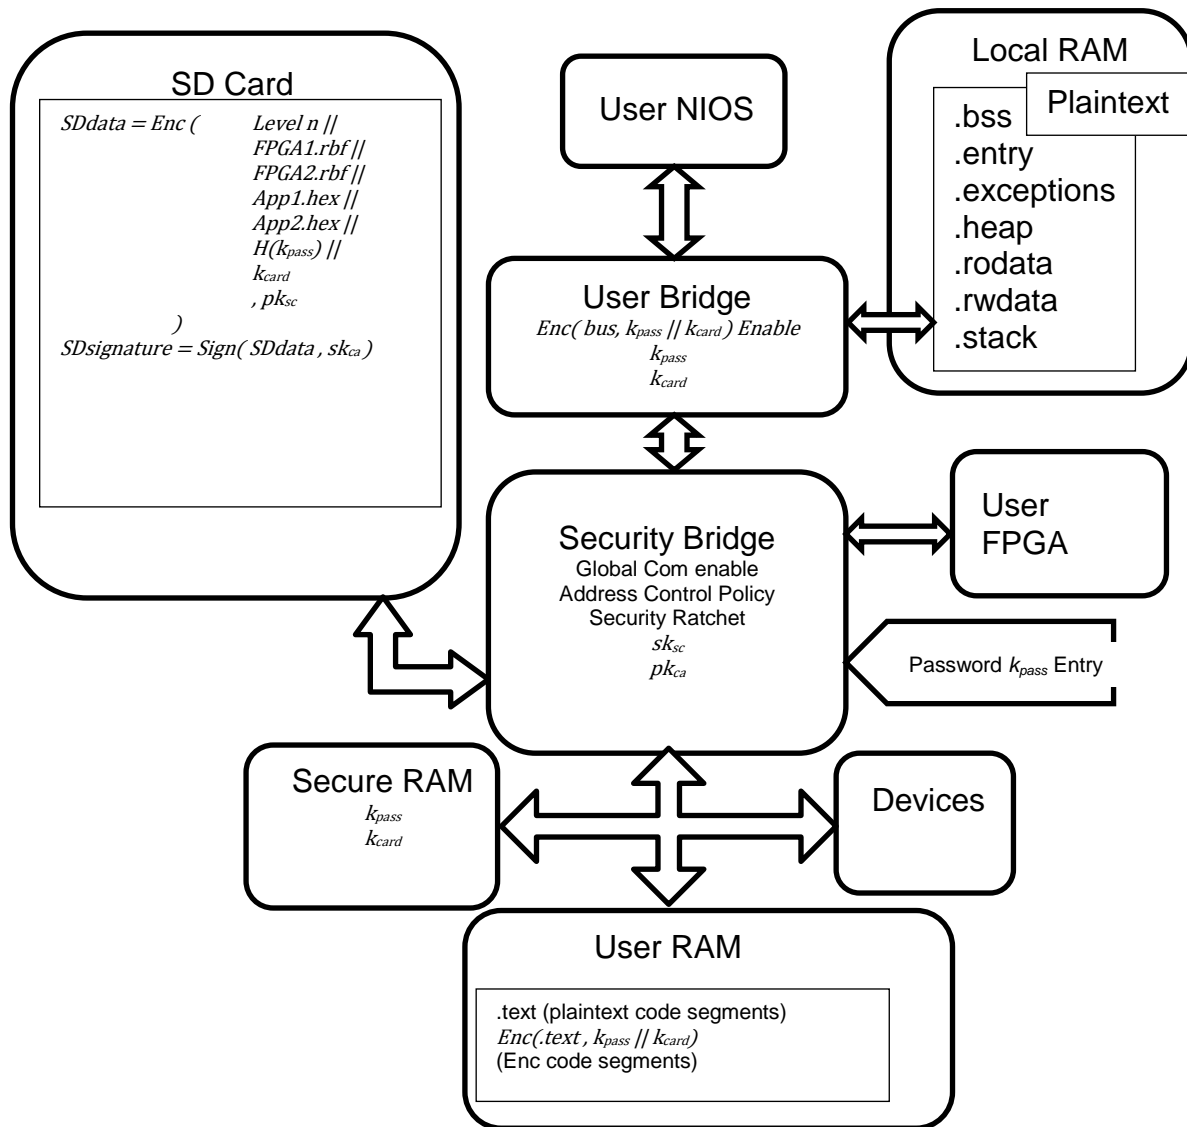 SD Card
SDdata = Enc ( Level n ||
FPGA1.rbf ||
FPGA2.rbf ||
App1.hex ||
App2.hex ||
H(kpass) ||
kcard
, pksc
)
SDsignature = Sign( SDdata , skca )
User NIOS
Local RAM
Plaintext
.bss
.entry
.exceptions
.heap
.rodata
.rwdata
.stack
User Bridge
Enc( bus, kpass || kcard ) Enable
kpass
kcard
Security Bridge
Global Com enable
Address Control Policy
Security Ratchet
sksc
pkca
User
FPGA
Password kpass Entry
Secure RAM
kpass
kcard
Devices
User RAM
.text (plaintext code segments)
Enc(.text , kpass || kcard)
(Enc code segments)